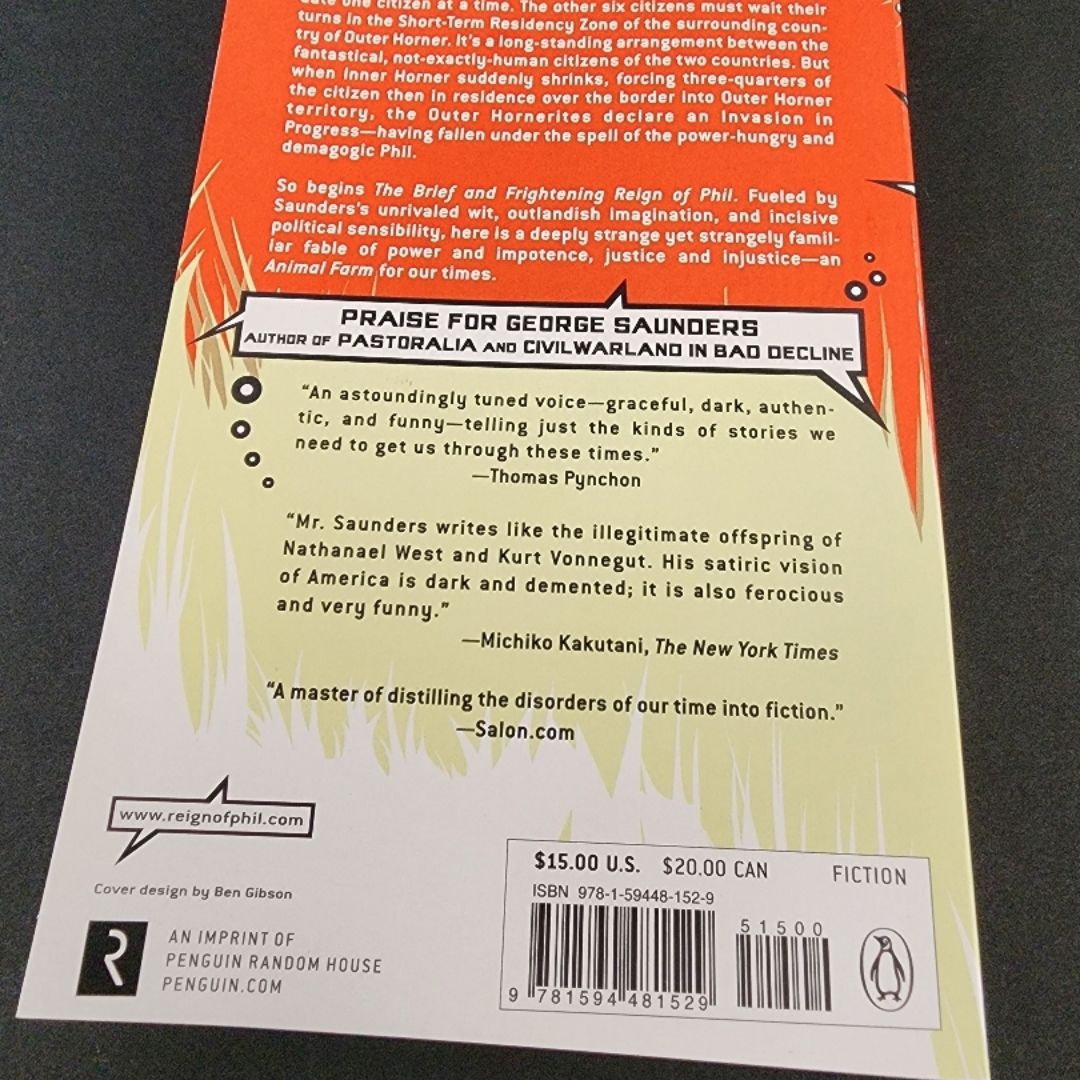 one citizen at a time. The other six citizens must wait their
turns in the Short-Term Residency Zone of the surrounding coun-
try of Outer Horner. It's a long-standing arrangement between the
fantastical, not-exactly-human citizens of the two countries. But
when Inner Horner suddenly shrinks, forcing three-quarters of
the citizen then in residence over the border into Outer Horner
territory, the Outer Hornerites declare an Invasion in
Progress—having fallen under the spell of the power-hungry and
demagogic Phil.
So begins The Brief and Frightening Reign of Phil. Fueled by
Saunders's unrivaled wit, outlandish imagination, and incisive
political sensibility, here is a deeply strange yet strangely famil-
iar fable of power and impotence, justice and injustice—an
Animal Farm for our times.
PRAISE FOR GEORGE SAUNDERS
AUTHOR OF PASTORALIA AND CIVILWARLAND IN BAD DECLINE
"An astoundingly tuned voice—graceful, dark, authen-
tic, and funny—telling just the kinds of stories we
need to get us through these times."
—Thomas Pynchon
"Mr. Saunders writes like the illegitimate offspring of
Nathanael West and Kurt Vonnegut. His satiric vision
of America is dark and demented; it is also ferocious
and very funny."
—Michiko Kakutani, The New York Times
"A master of distilling the disorders of our time into fiction."
—Salon.com
www.reignofphil.com
Cover design by Ben Gibson
R
AN IMPRINT OF
PENGUIN RANDOM HOUSE
PENGUIN.COM
$15.00 U.S. $20.00 CAN FICTION
ISBN 978-1-59448-152-9
51500
9 781594 481529